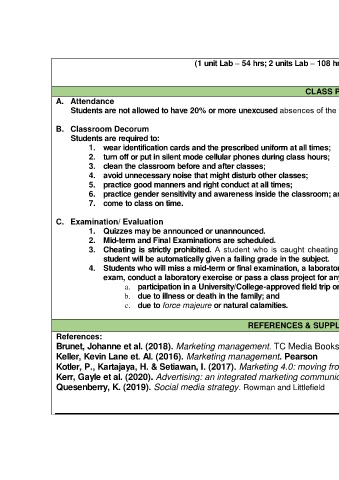 (1 unit Lab – 54 hrs; 2 units Lab – 108 hr
CLASS P
A. Attendance
Students are not allowed to have 20% or more unexcused absences of the
B. Classroom Decorum
Students are required to:
1. wear identification cards and the prescribed uniform at all times;
2. turn off or put in silent mode cellular phones during class hours;
3. clean the classroom before and after classes;
4. avoid unnecessary noise that might disturb other classes;
5. practice good manners and right conduct at all times;
6. practice gender sensitivity and awareness inside the classroom; an
7. come to class on time.
C. Examination/ Evaluation
1. Quizzes may be announced or unannounced.
2. Mid-term and Final Examinations are scheduled.
3. Cheating is strictly prohibited. A student who is caught cheating
student will be automatically given a failing grade in the subject.
4. Students who will miss a mid-term or final examination, a laborator
exam, conduct a laboratory exercise or pass a class project for an
a. participation in a University/College-approved field trip or
b. due to illness or death in the family; and
c. due to force majeure or natural calamities.
REFERENCES & SUPPL
References:
Brunet, Johanne et al. (2018). Marketing management. TC Media Books
Keller, Kevin Lane et. Al. (2016). Marketing management. Pearson
Kotler, P., Kartajaya, H. & Setiawan, I. (2017). Marketing 4.0: moving fro
Kerr, Gayle et al. (2020). Advertising: an integrated marketing communic
Quesenberry, K. (2019). Social media strategy. Rowman and Littlefield